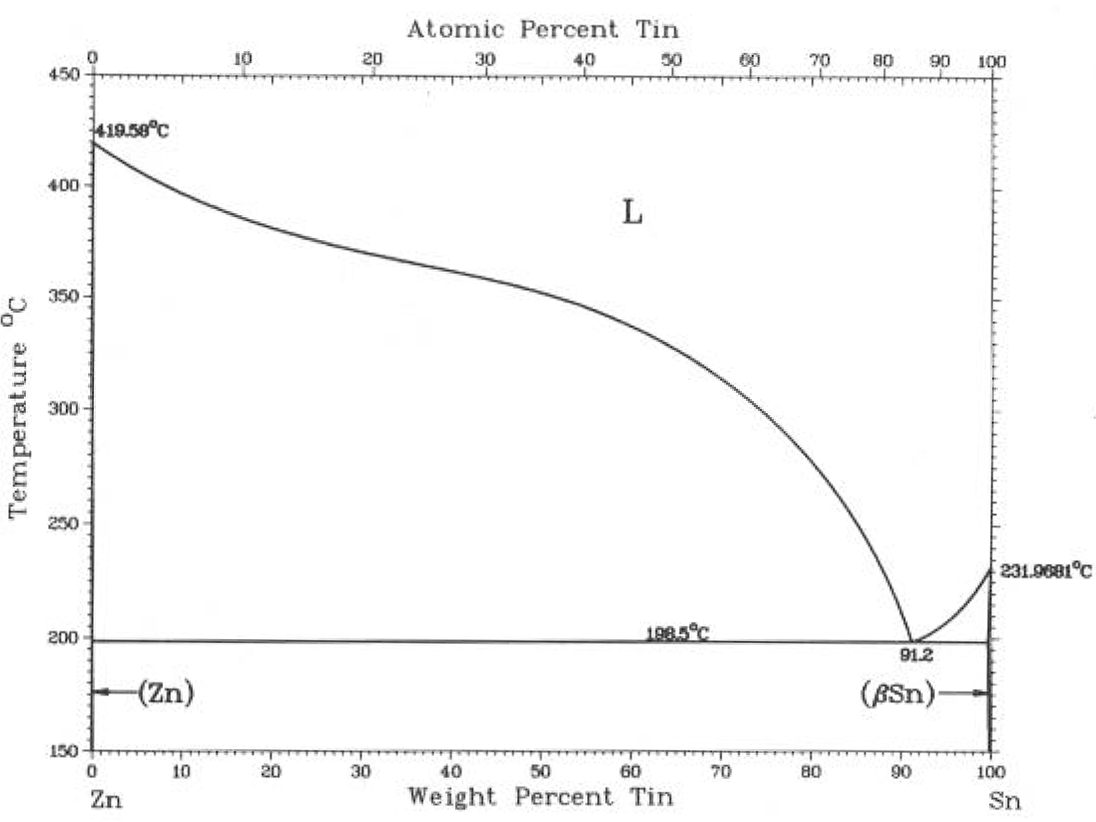 Atomic Percent Tin
0 10 20 30 40 50 60 70 80 90 100
450
419.58°C
400
L
350
Temperature °C
300
250
231.9681°C
200
198.5°C
91.2
(Zn)
(βSn)
150
0 10 20 30 40 50 60 70 80 90 100
Zn
Weight Percent Tin
Sn